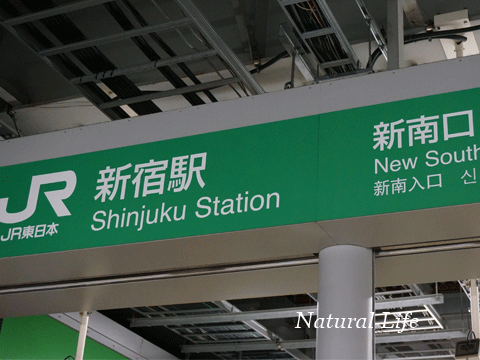 JR
JR東日本
新宿駅
Shinjuku Station
新南口
New South
新南入口
Natural Life